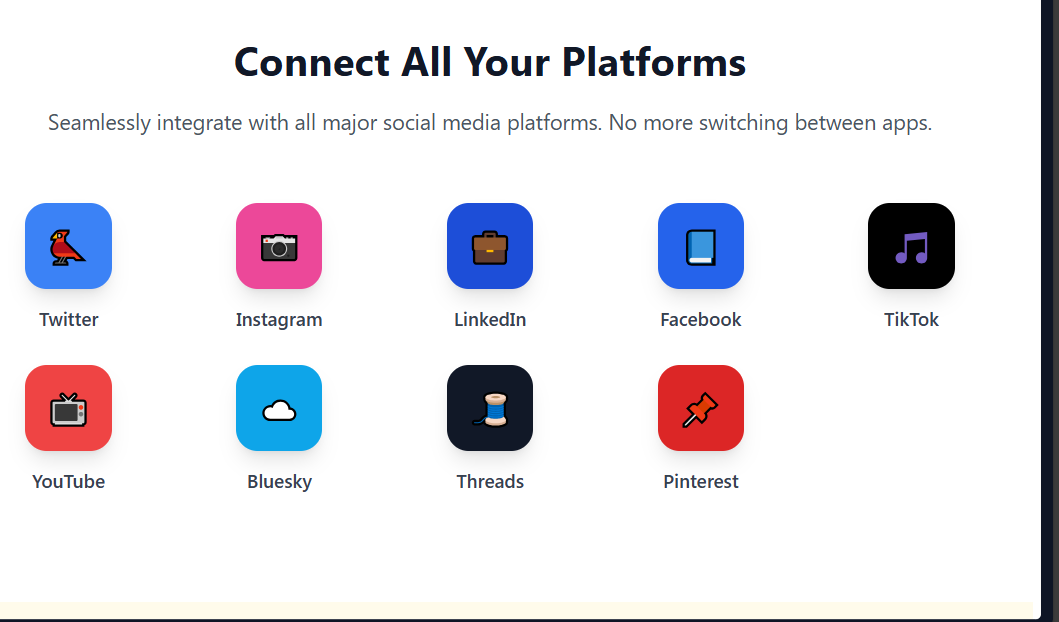 Connect All Your Platforms
Seamlessly integrate with all major social media platforms. No more switching between apps.
Twitter
Instagram
LinkedIn
Facebook
TikTok
YouTube
Bluesky
Threads
Pinterest